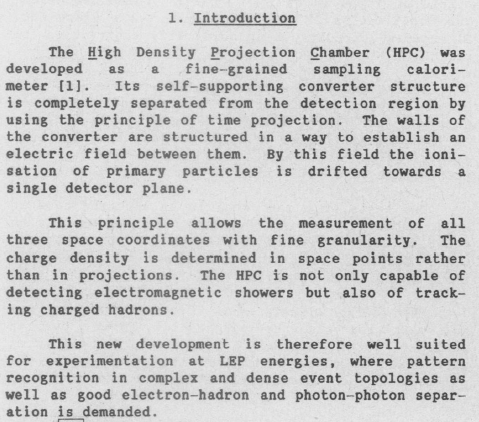 1. Introduction
The High Density Projection Chamber (HPC) was
developed as a fine-grained sampling calori-
meter [1]. Its self-supporting converter structure
is completely separated from the detection region by
using the principle of time projection. The walls of
the converter are structured in a way to establish an
electric field between them. By this field the ioni-
sation of primary particles is drifted towards a
single detector plane.
This principle allows the measurement of all
three space coordinates with fine granularity. The
charge density is determined in space points rather
than in projections. The HPC is not only capable of
detecting electromagnetic showers but also of track-
ing charged hadrons.
This new development is therefore well suited
for experimentation at LEP energies, where pattern
recognition in complex and dense event topologies as
well as good electron-hadron and photon-photon separ-
ation is demanded.